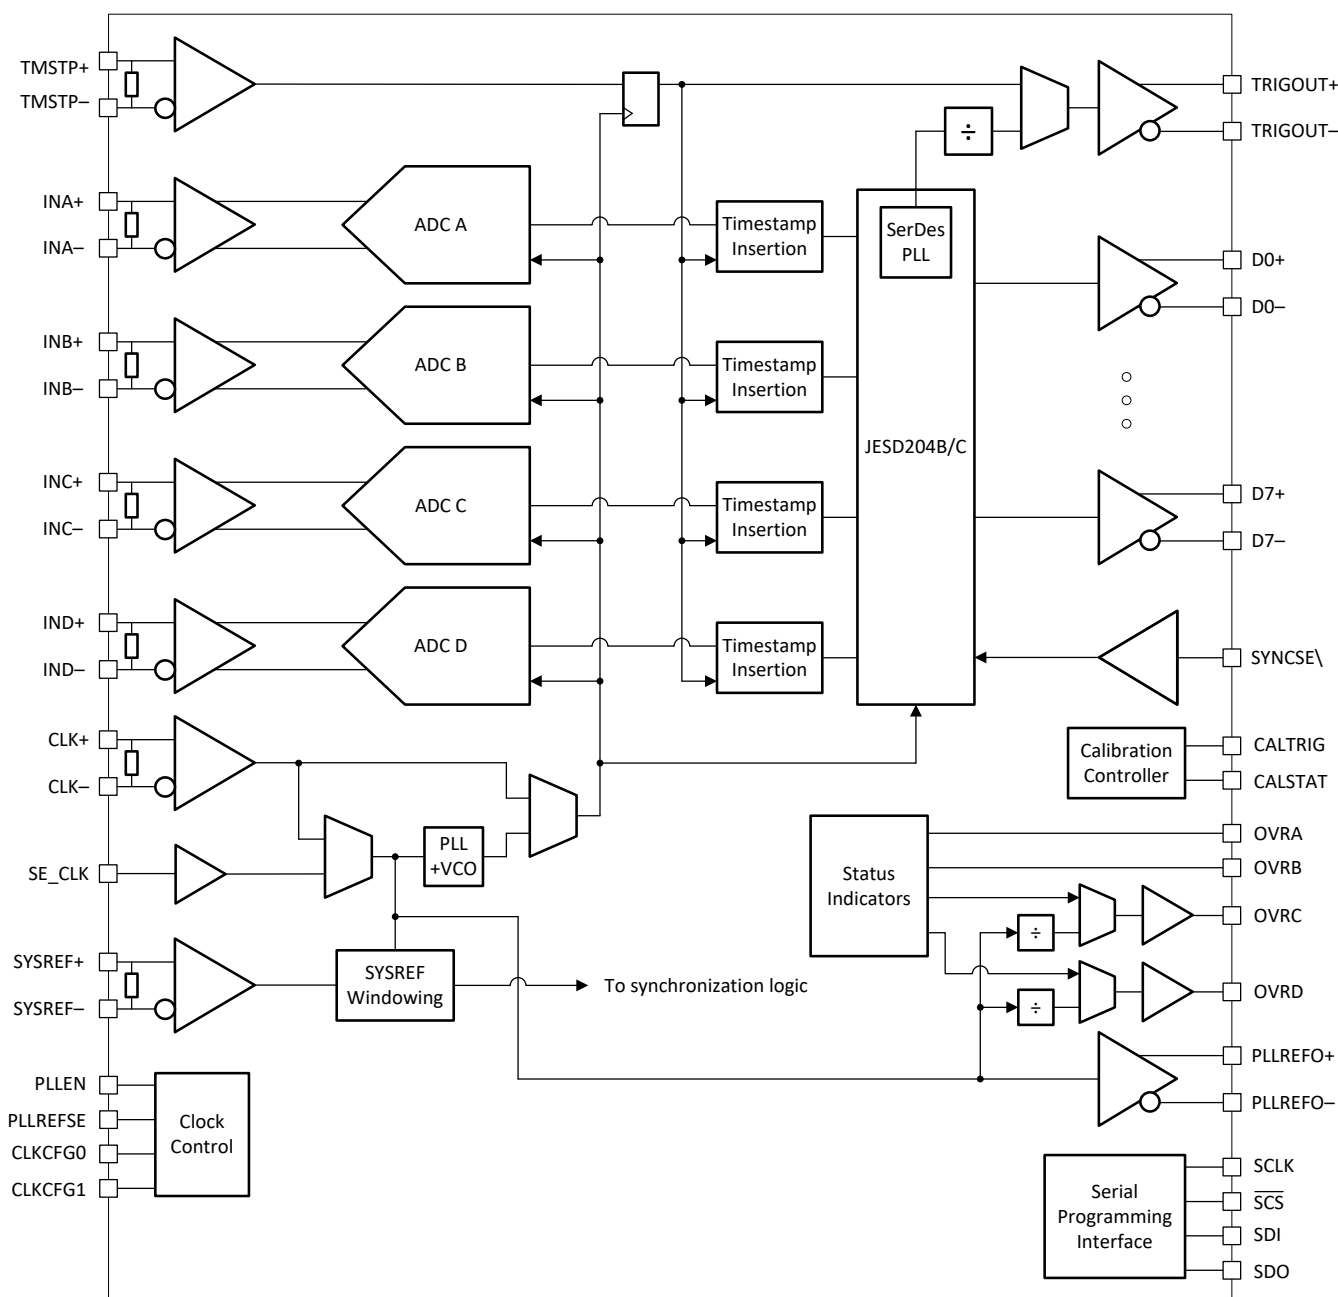 TMSTP+
TMSTP–
INA+
INA–
INB+
INB–
INC+
INC–
IND+
IND–
CLK+
CLK–
SE_CLK
SYSREF+
SYSREF–
PLLEN
PLLREFSE
CLKCFG0
CLKCFG1
ADC A
ADC B
ADC C
ADC D
PLL
+VCO
SYSREF
Windowing
To synchronization logic
Clock
Control
Timestamp
Insertion
Timestamp
Insertion
Timestamp
Insertion
Timestamp
Insertion
÷
SerDes
PLL
JESD204B/C
Status
Indicators
÷
÷
Calibration
Controller
Serial
Programming
Interface
TRIGOUT+
TRIGOUT–
D0+
D0–
D7+
D7–
SYNCSE\
CALTRIG
CALSTAT
OVRA
OVRB
OVRC
OVRD
PLLREFO+
PLLREFO–
SCLK
S̅C̅S̅
SDI
SDO